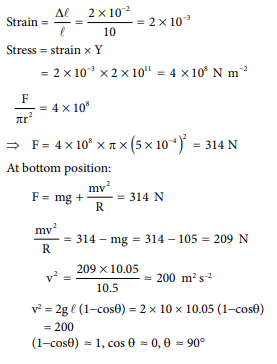 Strain = Δℓ/ℓ = (2 × 10⁻²)/10 = 2 × 10⁻³
Stress = strain × Y
= 2 × 10⁻³ × 2 × 10¹¹ = 4 × 10⁸ N m⁻²
F/(πr²) = 4 × 10⁸
⇒ F = 4 × 10⁸ × π × (5 × 10⁻⁴)² = 314 N
At bottom position:
F = mg + mv²/R = 314 N
mv²/R = 314 – mg = 314 – 105 = 209 N
v² = (209 × 10.05)/10.5 ≈ 200 m² s⁻²
v² = 2g ℓ (1–cosθ) = 2 × 10 × 10.05 (1–cosθ)
= 200
(1–cosθ) ≈ 1, cos θ ≈ 0, θ ≈ 90°